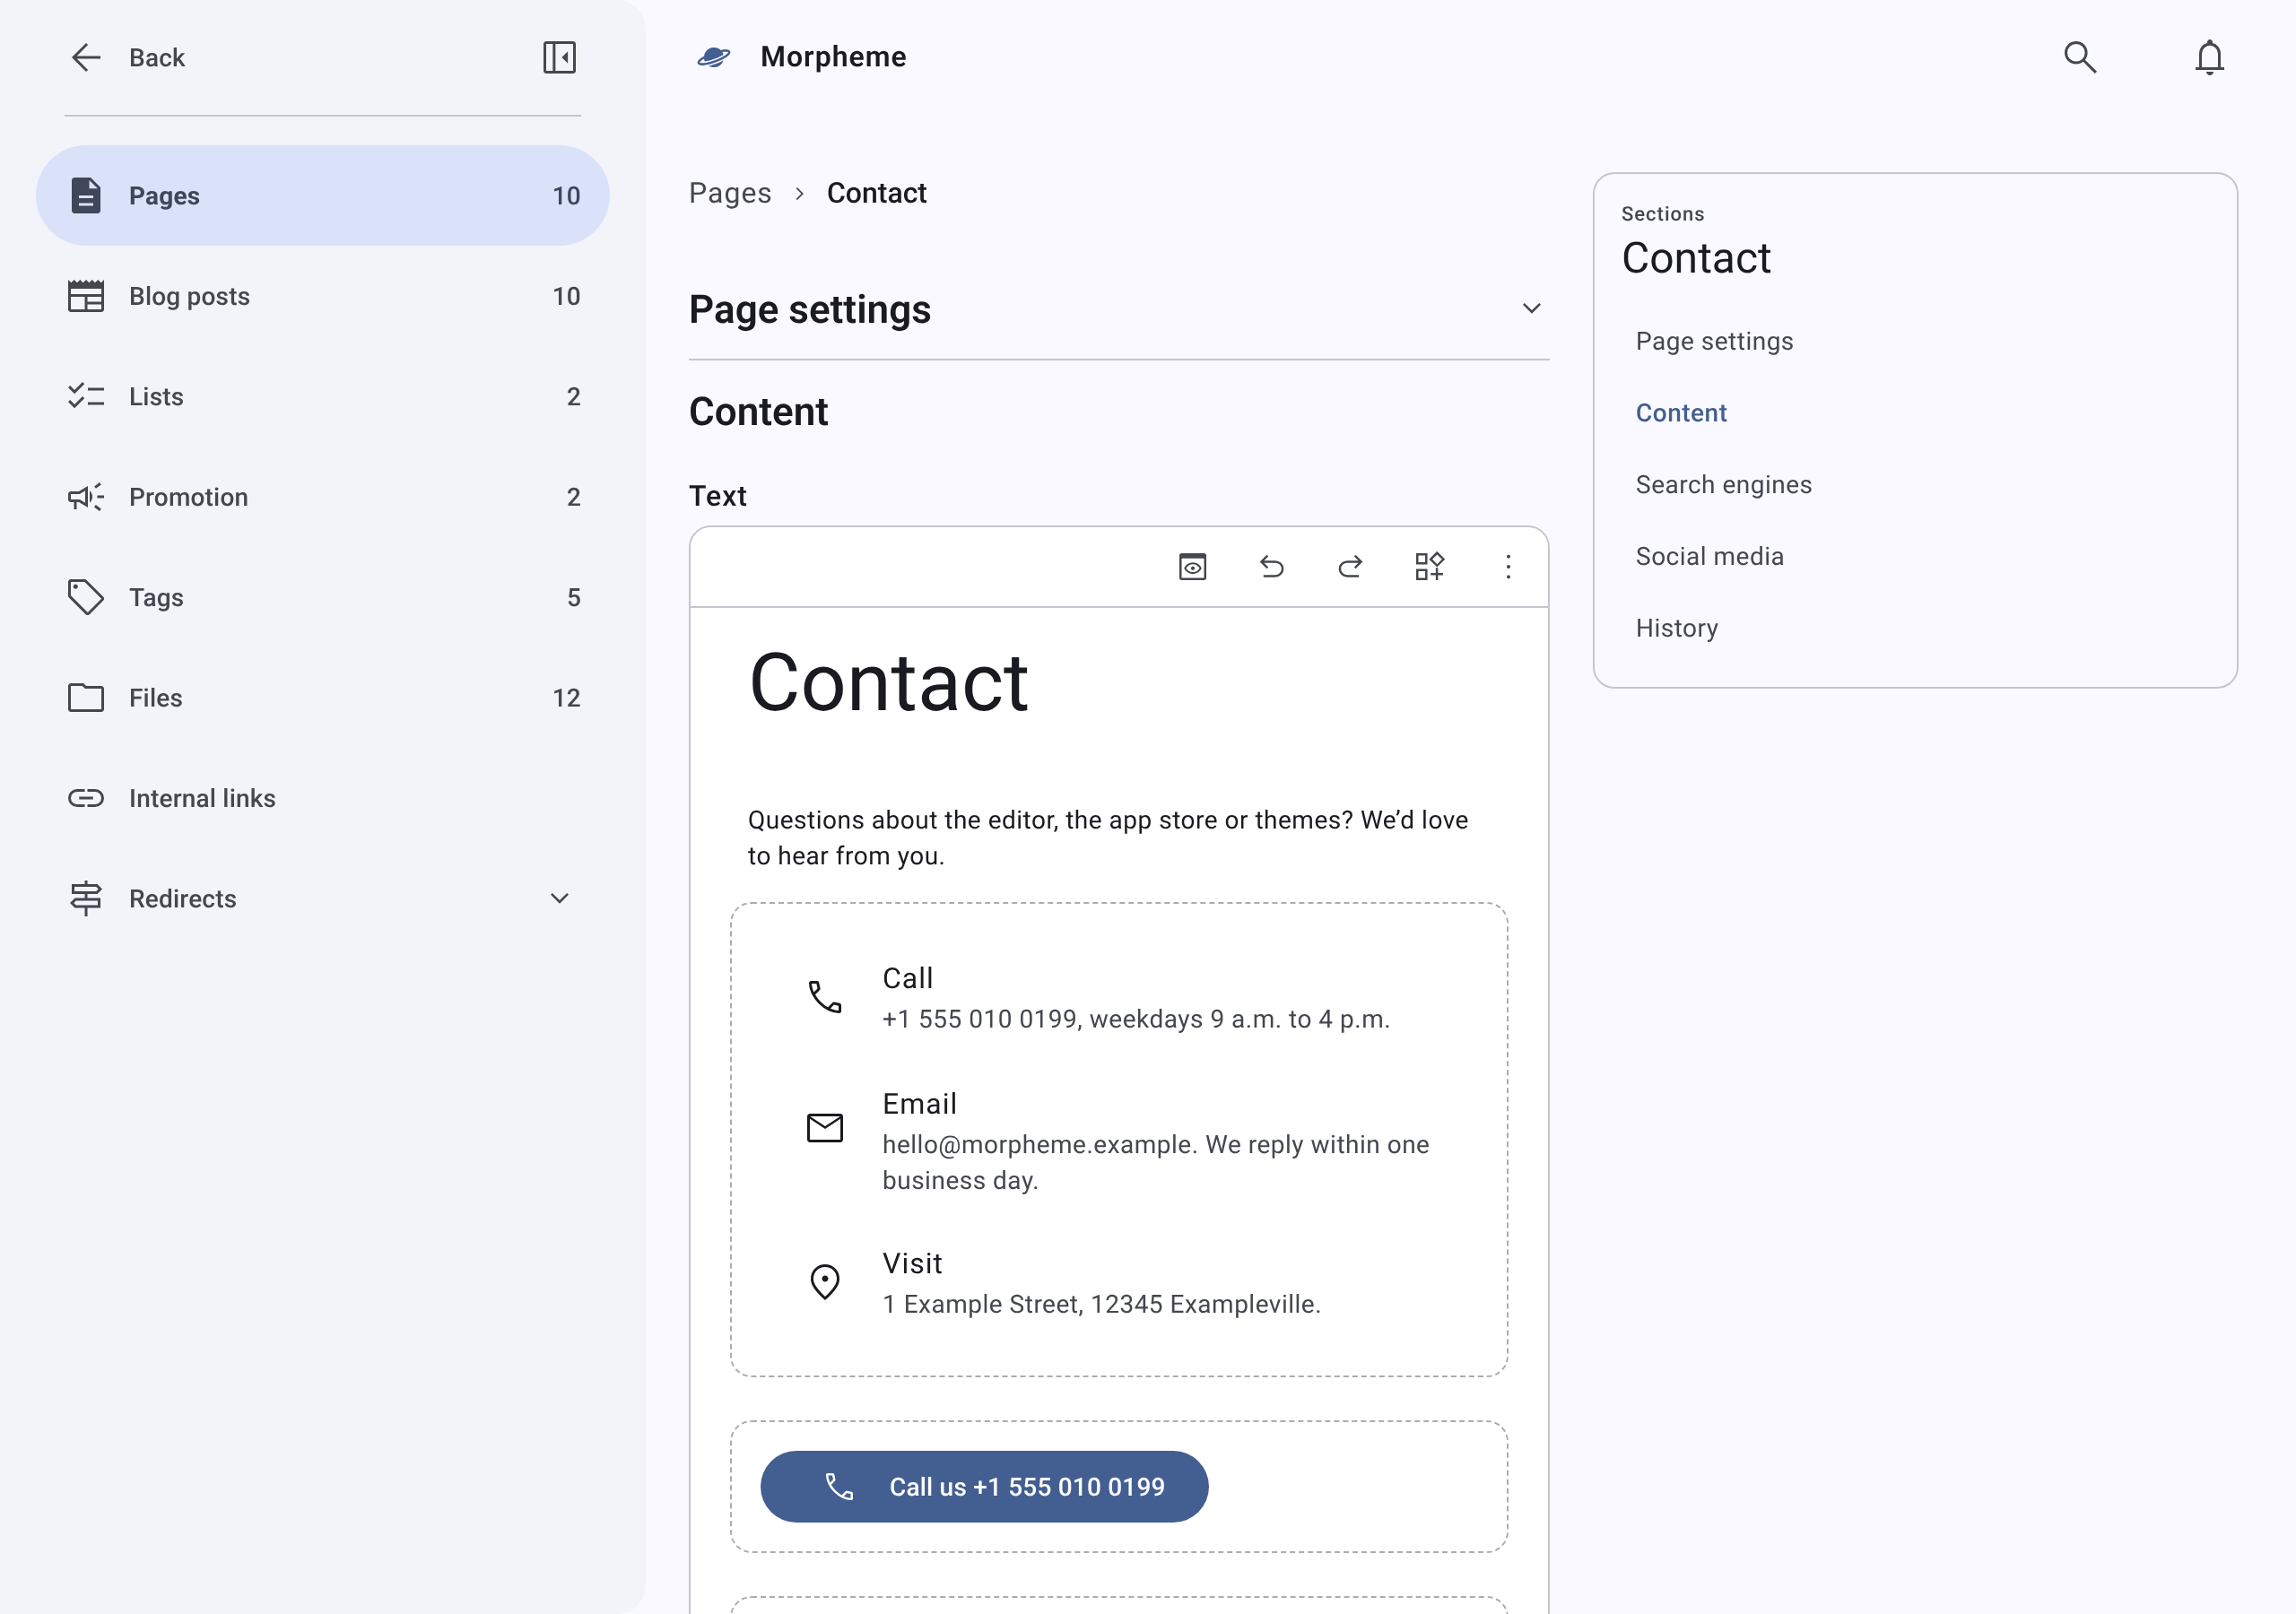 Back
Pages 10
Blog posts 10
Lists 2
Promotion 2
Tags 5
Files 12
Internal links
Redirects
Morpheme
Pages > Contact
Page settings
Content
Text
Contact
Questions about the editor, the app store or themes? We’d love
to hear from you.
Call
+1 555 010 0199, weekdays 9 a.m. to 4 p.m.
Email
hello@morpheme.example. We reply within one
business day.
Visit
1 Example Street, 12345 Exampleville.
Call us +1 555 010 0199
Sections
Contact
Page settings
Content
Search engines
Social media
History